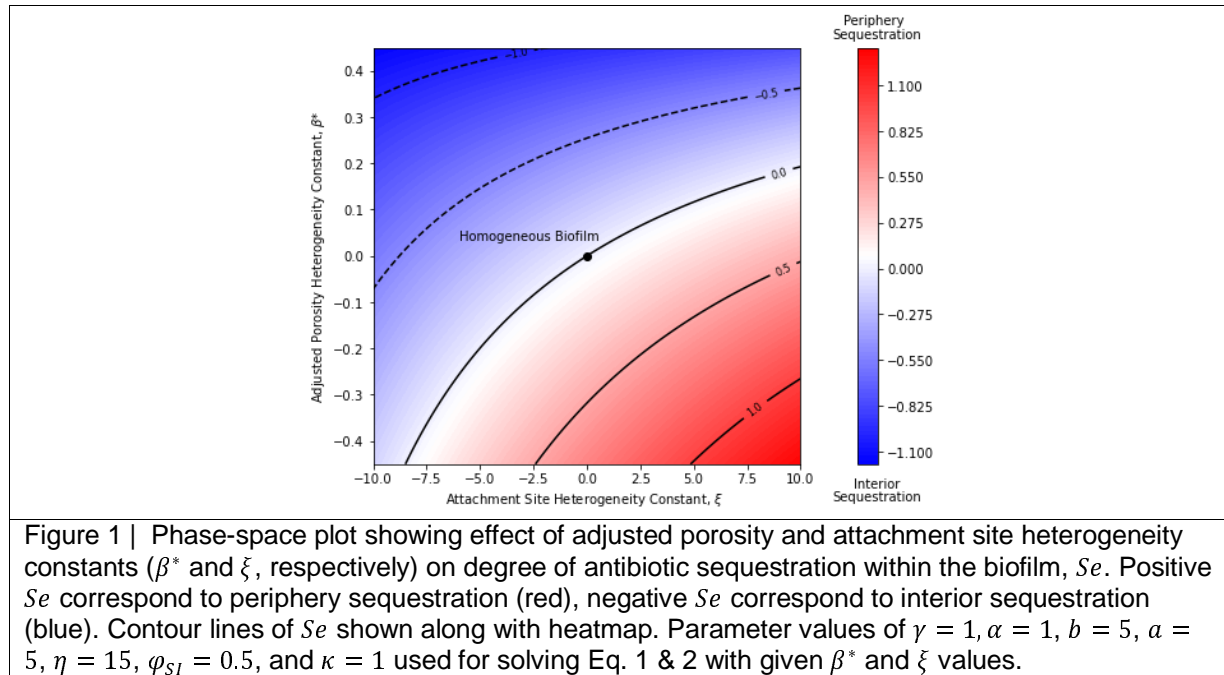 Periphery
Sequestration
0.4
0.3
0.2
0.1
0.0
−0.1
−0.2
−0.3
−0.4
Adjusted Porosity Heterogeneity Constant, β*
−1.0
−0.5
0.0
0.5
1.0
Homogeneous Biofilm
−10.0 −7.5 −5.0 −2.5 0.0 2.5 5.0 7.5 10.0
Attachment Site Heterogeneity Constant, ξ
1.100
0.825
0.550
0.275
0.000
−0.275
−0.550
−0.825
−1.100
Interior
Sequestration
Figure 1 | Phase-space plot showing effect of adjusted porosity and attachment site heterogeneity
constants (β* and ξ, respectively) on degree of antibiotic sequestration within the biofilm, Se. Positive
Se correspond to periphery sequestration (red), negative Se correspond to interior sequestration
(blue). Contour lines of Se shown along with heatmap. Parameter values of γ = 1, α = 1, b = 5, a =
5, η = 15, φSI = 0.5, and κ = 1 used for solving Eq. 1 & 2 with given β* and ξ values.